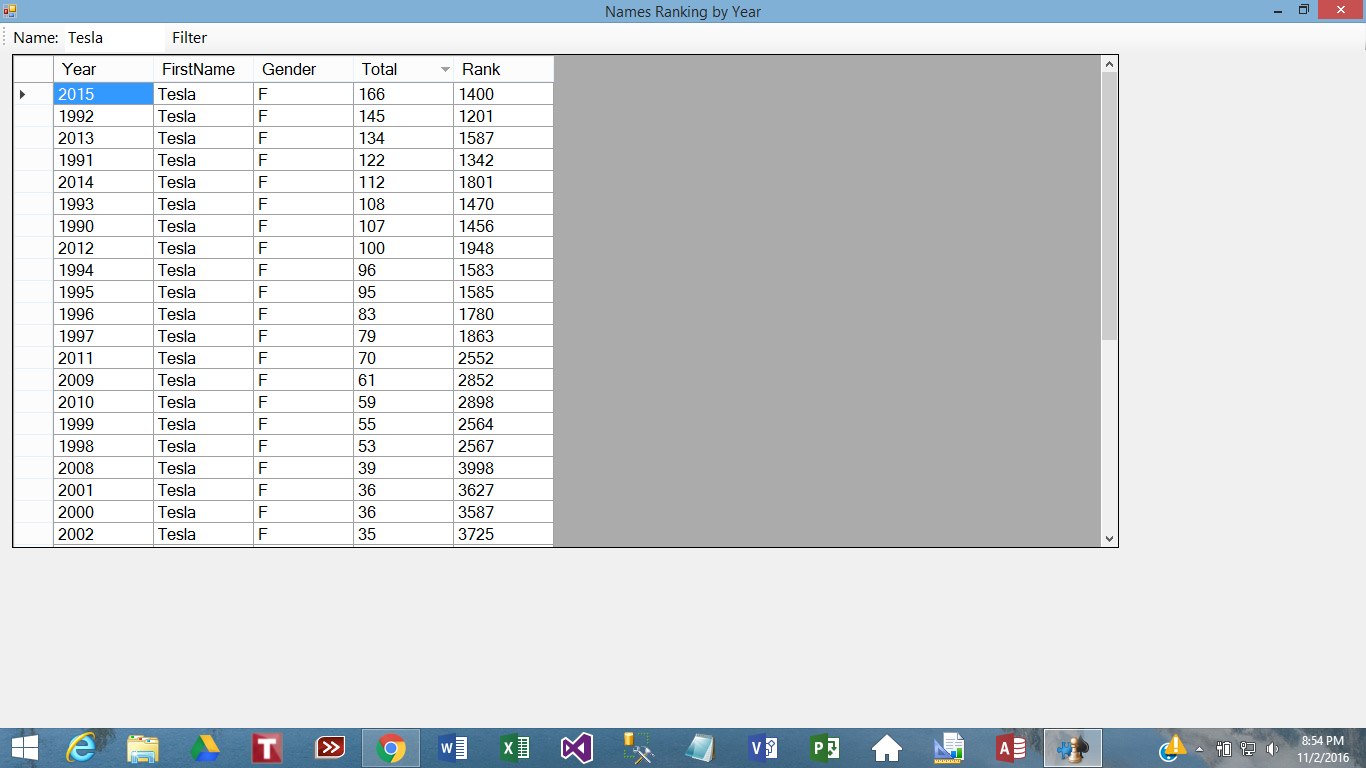 Names Ranking by Year
Name: Tesla Filter
Year FirstName Gender Total Rank
2015 Tesla F 166 1400
1992 Tesla F 145 1201
2013 Tesla F 134 1587
1991 Tesla F 122 1342
2014 Tesla F 112 1801
1993 Tesla F 108 1470
1990 Tesla F 107 1456
2012 Tesla F 100 1948
1994 Tesla F 96 1583
1995 Tesla F 95 1585
1996 Tesla F 83 1780
1997 Tesla F 79 1863
2011 Tesla F 70 2552
2009 Tesla F 61 2852
2010 Tesla F 59 2898
1999 Tesla F 55 2564
1998 Tesla F 53 2567
2008 Tesla F 39 3998
2001 Tesla F 36 3627
2000 Tesla F 36 3587
2002 Tesla F 35 3725
8:54 PM
11/2/2016